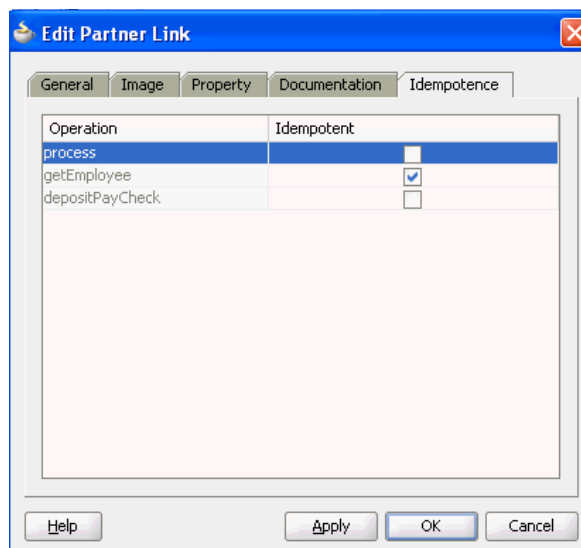 Edit Partner Link
General Image Property Documentation Idempotence
Operation Idempotent
process
getEmployee
depositPayCheck
Help Apply OK Cancel